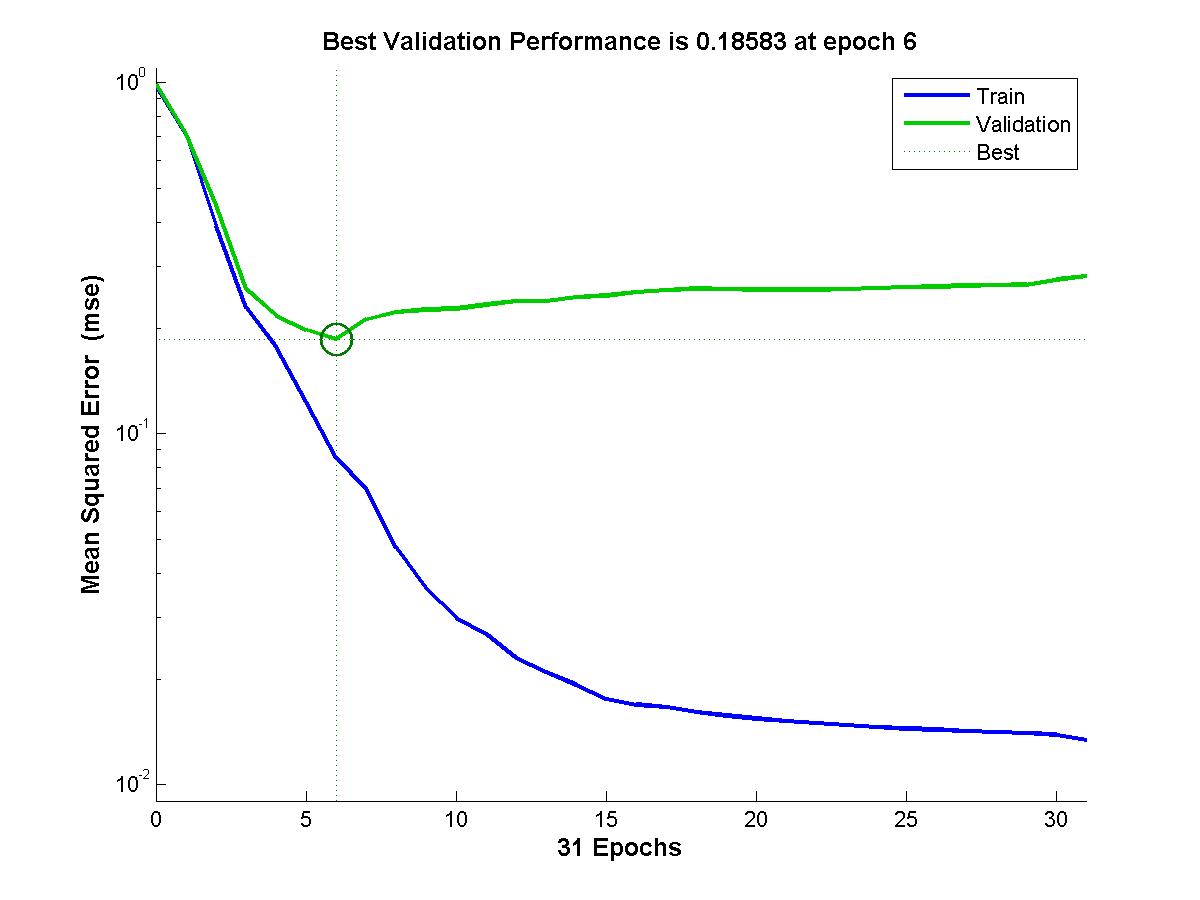 Best Validation Performance is 0.18583 at epoch 6
Train
Validation
Best
Mean Squared Error (mse)
10^0
10^-1
10^-2
0 5 10 15 20 25 30
31 Epochs